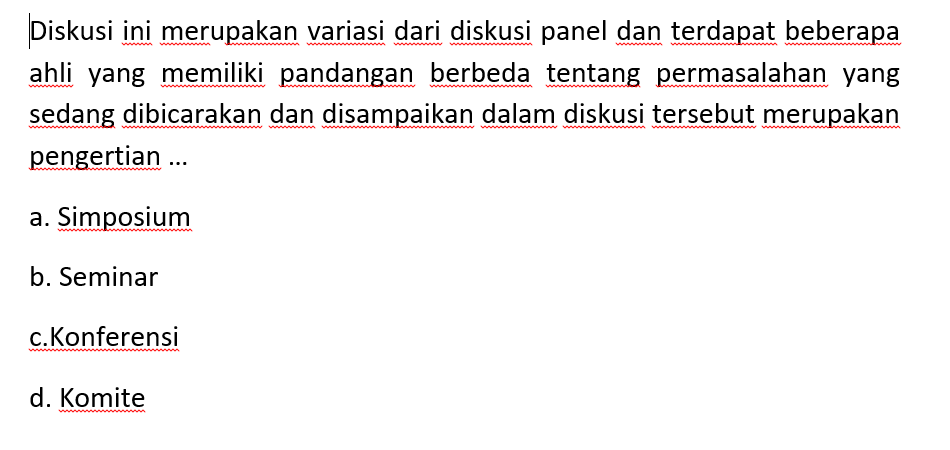 Diskusi ini merupakan variasi dari diskusi panel dan terdapat beberapa
ahli yang memiliki pandangan berbeda tentang permasalahan yang
sedang dibicarakan dan disampaikan dalam diskusi tersebut merupakan
pengertian ...
a. Simposium
b. Seminar
c.Konferensi
d. Komite